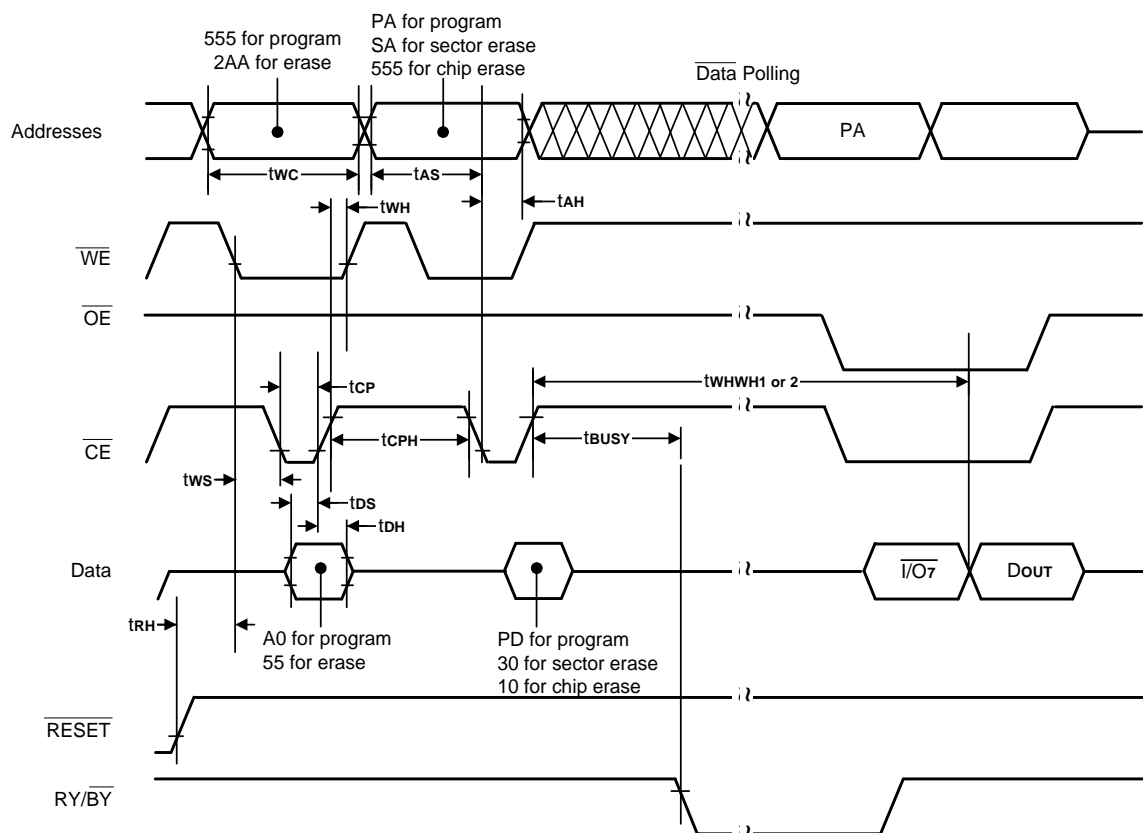 555 for program
2AA for erase
PA for program
SA for sector erase
555 for chip erase
Data Polling
Addresses
PA
tWC
tAS
tAH
tWH
WE
OE
tWHWH1 or 2
tCP
tCPH
tBUSY
CE
tWS
tDS
tDH
Data
I/O7
DOUT
tRH
A0 for program
55 for erase
PD for program
30 for sector erase
10 for chip erase
RESET
RY/BY